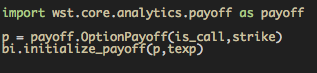 import wst.core.analytics.payoff as payoff
p = payoff.OptionPayoff(is_call,strike)
bi.initialize_payoff(p,texp)